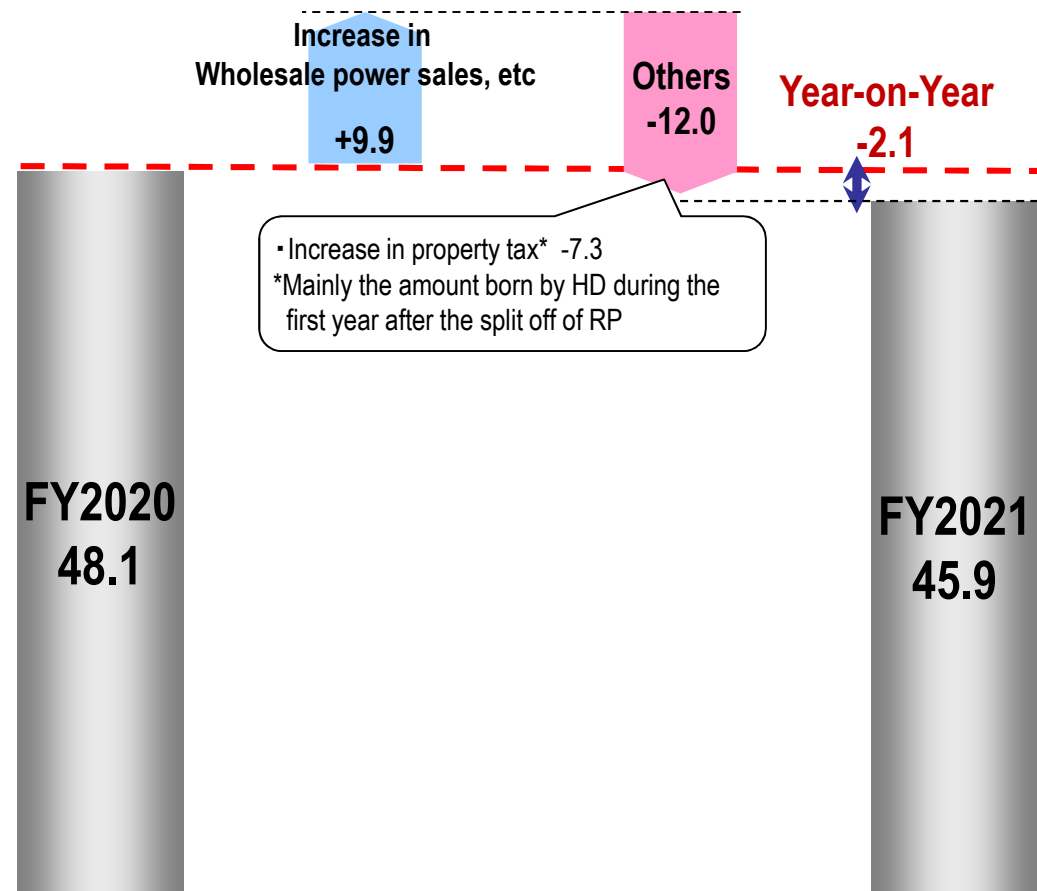 Increase in
Wholesale power sales, etc
+9.9
Others
-12.0
Year-on-Year
-2.1
・Increase in property tax* -7.3
*Mainly the amount born by HD during the
first year after the split off of RP
FY2020
48.1
FY2021
45.9